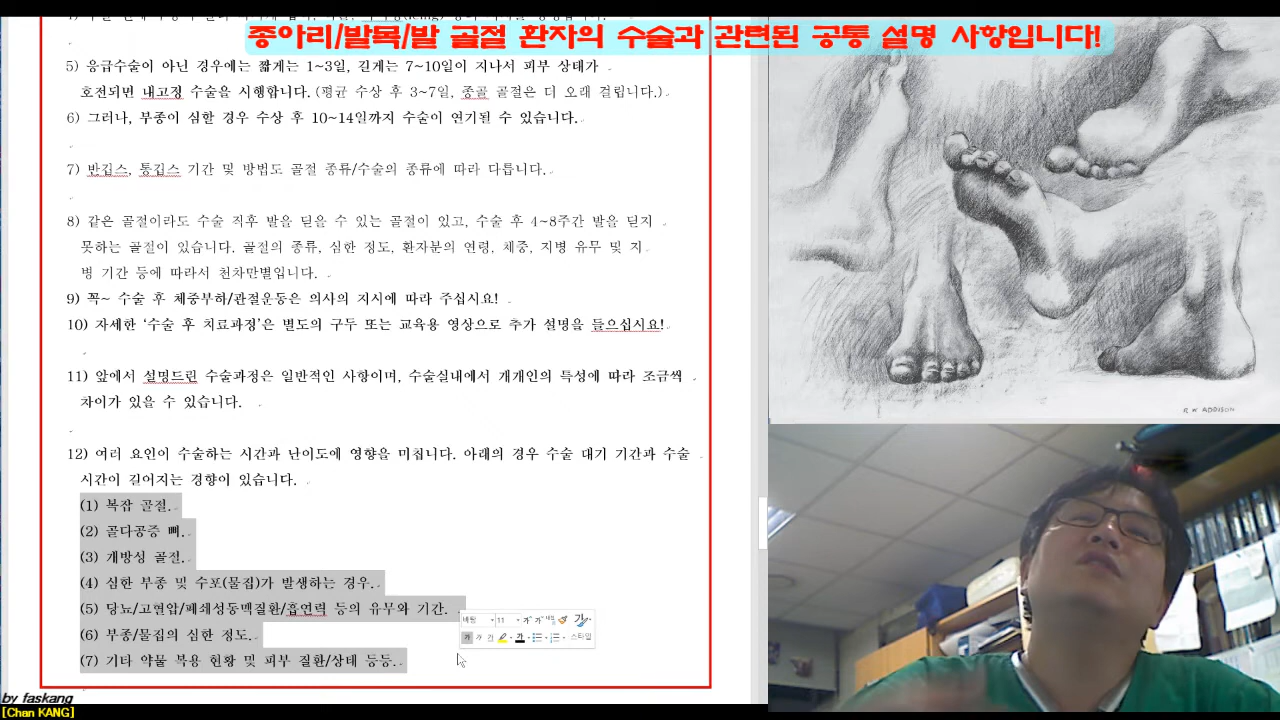 종아리/발목/발 골절 환자의 수술과 관련된 공통 설명 사항입니다!
5) 응급수술이 아닌 경우에는 짧게는 1~3일, 길게는 7~10일이 지나서 피부 상태가
호전되면 내고정 수술을 시행합니다. (평균 수상 후 3~7일, 종골 골절은 더 오래 걸립니다.)
6) 그러나, 부종이 심할 경우 수상 후 10~14일까지 수술이 연기될 수 있습니다.
7) 반깁스, 통깁스 기간 및 방법도 골절 종류/수술의 종류에 따라 다릅니다.
8) 같은 골절이라도 수술 직후 발을 딛을 수 있는 골절이 있고, 수술 후 4~8주간 발을 딛지
못하는 골절이 있습니다. 골절의 종류, 심한 정도, 환자분의 연령, 체중, 지병 유무 및 지
병 기간 등에 따라서 천차만별입니다.
9) 꼭~ 수술 후 체중부하/관절운동은 의사의 지시에 따라 주십시요!
10) 자세한 ‘수술 후 치료과정’은 별도의 구두 또는 교육용 영상으로 추가 설명을 들으십시요!
11) 앞에서 설명드린 수술과정은 일반적인 사항이며, 수술실내에서 개개인의 특성에 따라 조금씩
차이가 있을 수 있습니다.
12) 여러 요인이 수술하는 시간과 난이도에 영향을 미칩니다. 아래의 경우 수술 대기 기간과 수술
시간이 길어지는 경향이 있습니다.
(1) 복잡 골절.
(2) 골다공증 뼈.
(3) 개방성 골절.
(4) 심한 부종 및 수포(물집)가 발생하는 경우.
(5) 당뇨/고혈압/폐쇄성동맥질환/흡연력 등의 유무와 기간.
(6) 부종/물집의 심한 정도.
(7) 기타 약물 복용 현황 및 피부 질환/상태 등등.
바탕 11 가 가
가 가 간 가 스타일
R W ADDISON
by faskang
[Chan KANG]